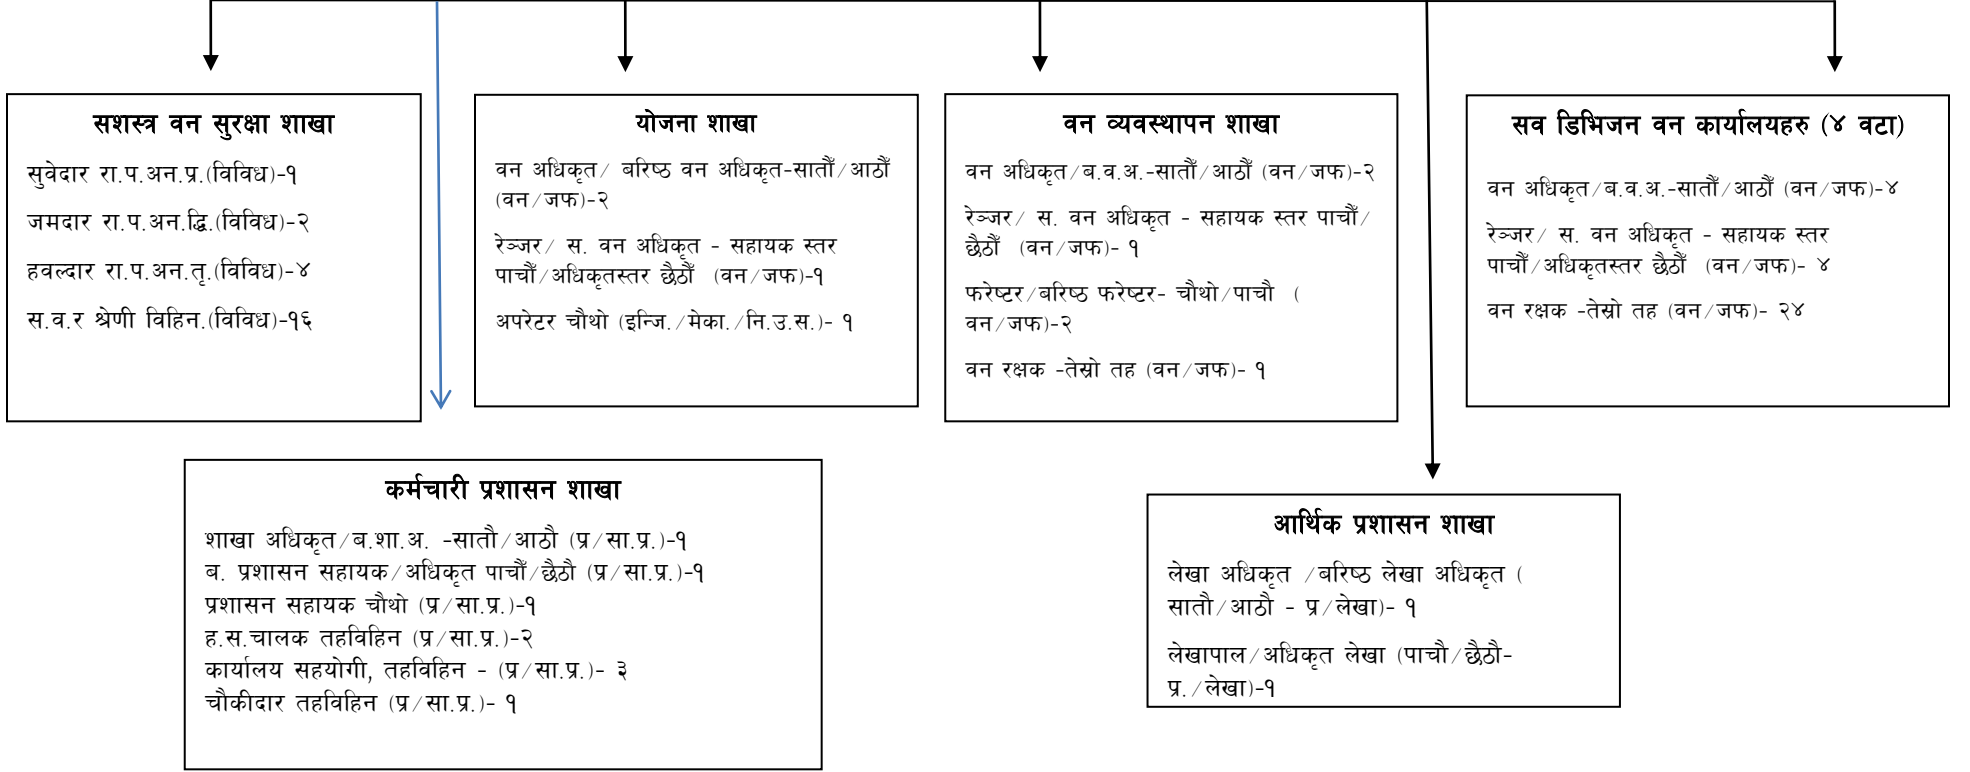 सशस्त्र वन सुरक्षा शाखा
सुवेदार रा.प.अन.प्र.(विविध)-१
जमदार रा.प.अन.द्धि.(विविध)-२
हवल्दार रा.प.अन.तृ.(विविध)-४
स.व.र श्रेणी विहिन.(विविध)-१६
योजना शाखा
वन अधिकृत/ बरिष्ठ वन अधिकृत-सातौँ/आठौँ
(वन/जफ)-२
रेञ्जर/ स. वन अधिकृत - सहायक स्तर
पाचौँ/अधिकृतस्तर छैठौँ (वन/जफ)-१
अपरेटर चौथो (इन्जि./मेका./नि.उ.स.)- १
वन व्यवस्थापन शाखा
वन अधिकृत/ब.व.अ.-सातौँ/आठौँ (वन/जफ)-२
रेञ्जर/ स. वन अधिकृत - सहायक स्तर पाचौँ/
छैठौँ (वन/जफ)- १
फरेष्टर/बरिष्ठ फरेष्टर- चौथो/पाचौ (
वन/जफ)-२
वन रक्षक -तेस्रो तह (वन/जफ)- १
सव डिभिजन वन कार्यालयहरु (४ वटा)
वन अधिकृत/ब.व.अ.-सातौँ/आठौँ (वन/जफ)-४
रेञ्जर/ स. वन अधिकृत - सहायक स्तर
पाचौँ/अधिकृतस्तर छैठौँ (वन/जफ)- ४
वन रक्षक -तेस्रो तह (वन/जफ)- २४
कर्मचारी प्रशासन शाखा
शाखा अधिकृत/ब.शा.अ. -सातौ/आठौ (प्र/सा.प्र.)-१
ब. प्रशासन सहायक/अधिकृत पाचौँ/छैठौ (प्र/सा.प्र.)-१
प्रशासन सहायक चौथो (प्र/सा.प्र.)-१
ह.स.चालक तहविहिन (प्र/सा.प्र.)-२
कार्यालय सहयोगी, तहविहिन - (प्र/सा.प्र.)- ३
चौकीदार तहविहिन (प्र/सा.प्र.)- १
आर्थिक प्रशासन शाखा
लेखा अधिकृत /बरिष्ठ लेखा अधिकृत (
सातौ/आठौ - प्र/लेखा)- १
लेखापाल/अधिकृत लेखा (पाचौ/छैठौ-
प्र./लेखा)-१